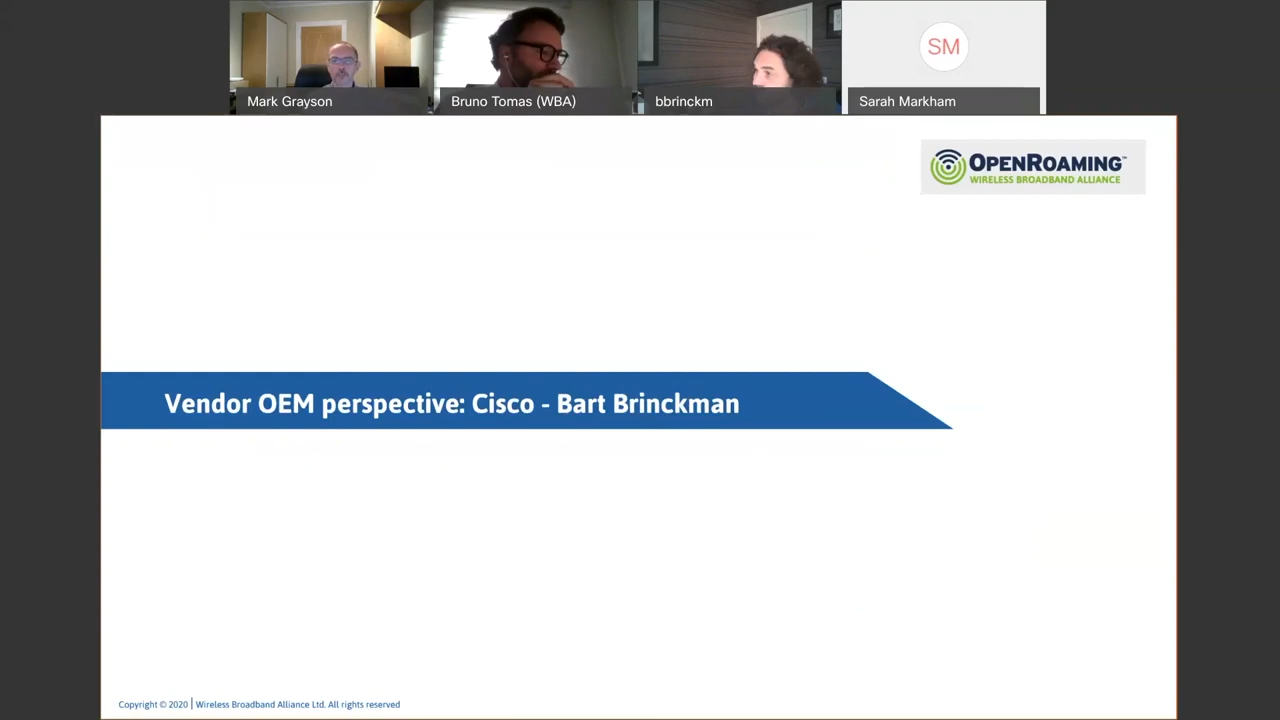 SM
Mark Grayson
Bruno Tomas (WBA)
bbrinckm
Sarah Markham
OPENROAMING™
WIRELESS BROADBAND ALLIANCE
Vendor OEM perspective: Cisco - Bart Brinckman
Copyright © 2020 | Wireless Broadband Alliance Ltd. All rights reserved